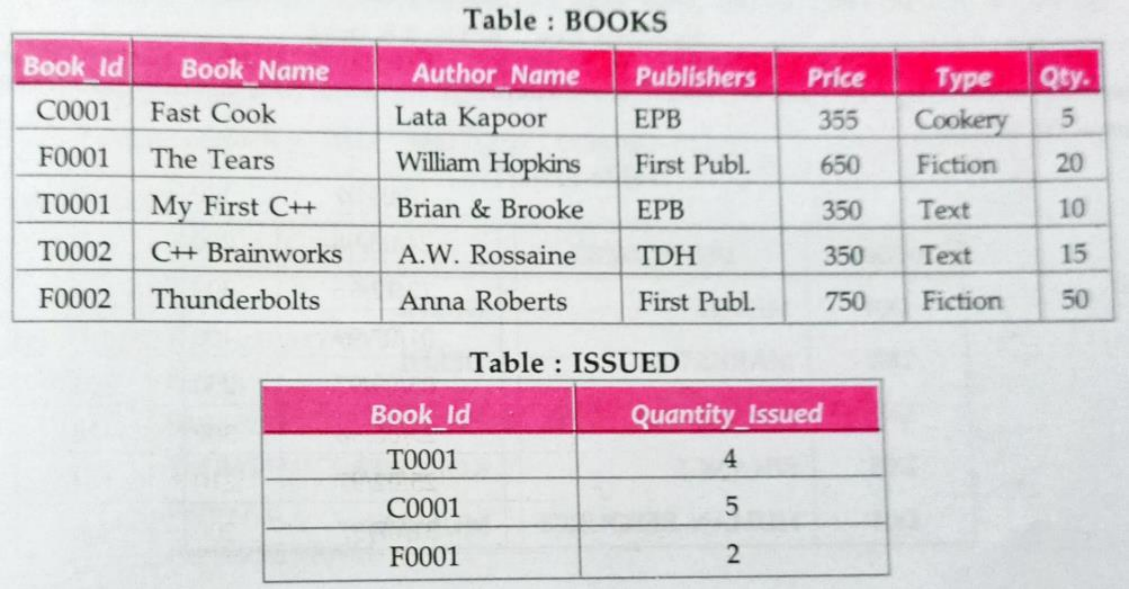 Table : BOOKS
Book_Id Book_Name Author_Name Publishers Price Type Qty.
C0001 Fast Cook Lata Kapoor EPB 355 Cookery 5
F0001 The Tears William Hopkins First Publ. 650 Fiction 20
T0001 My First C++ Brian & Brooke EPB 350 Text 10
T0002 C++ Brainworks A.W. Rossaine TDH 350 Text 15
F0002 Thunderbolts Anna Roberts First Publ. 750 Fiction 50
Table : ISSUED
Book_Id Quantity_Issued
T0001 4
C0001 5
F0001 2